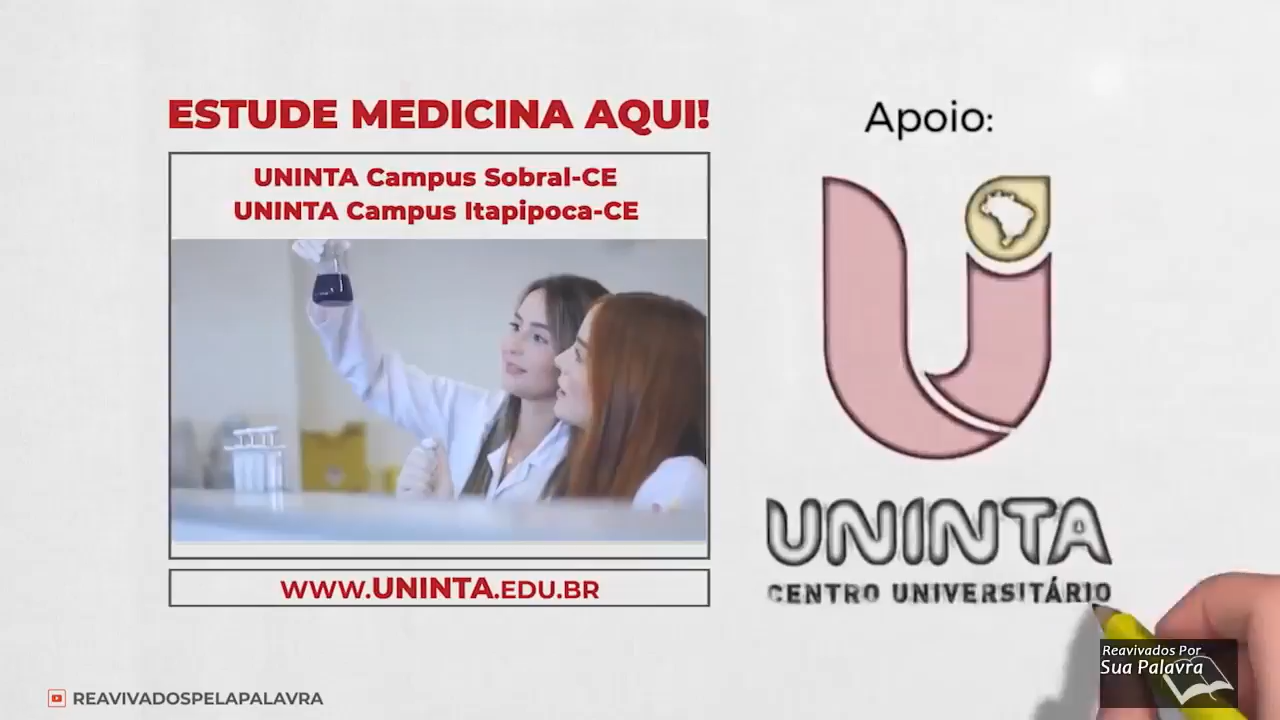 ESTUDE MEDICINA AQUI!
UNINTA Campus Sobral-CE
UNINTA Campus Itapipoca-CE
WWW.UNINTA.EDU.BR
Apoio:
UNINTA
CENTRO UNIVERSITÁRIO
REAVIVADOSPELAPALAVRA
Reavivados Por
Sua Palavra